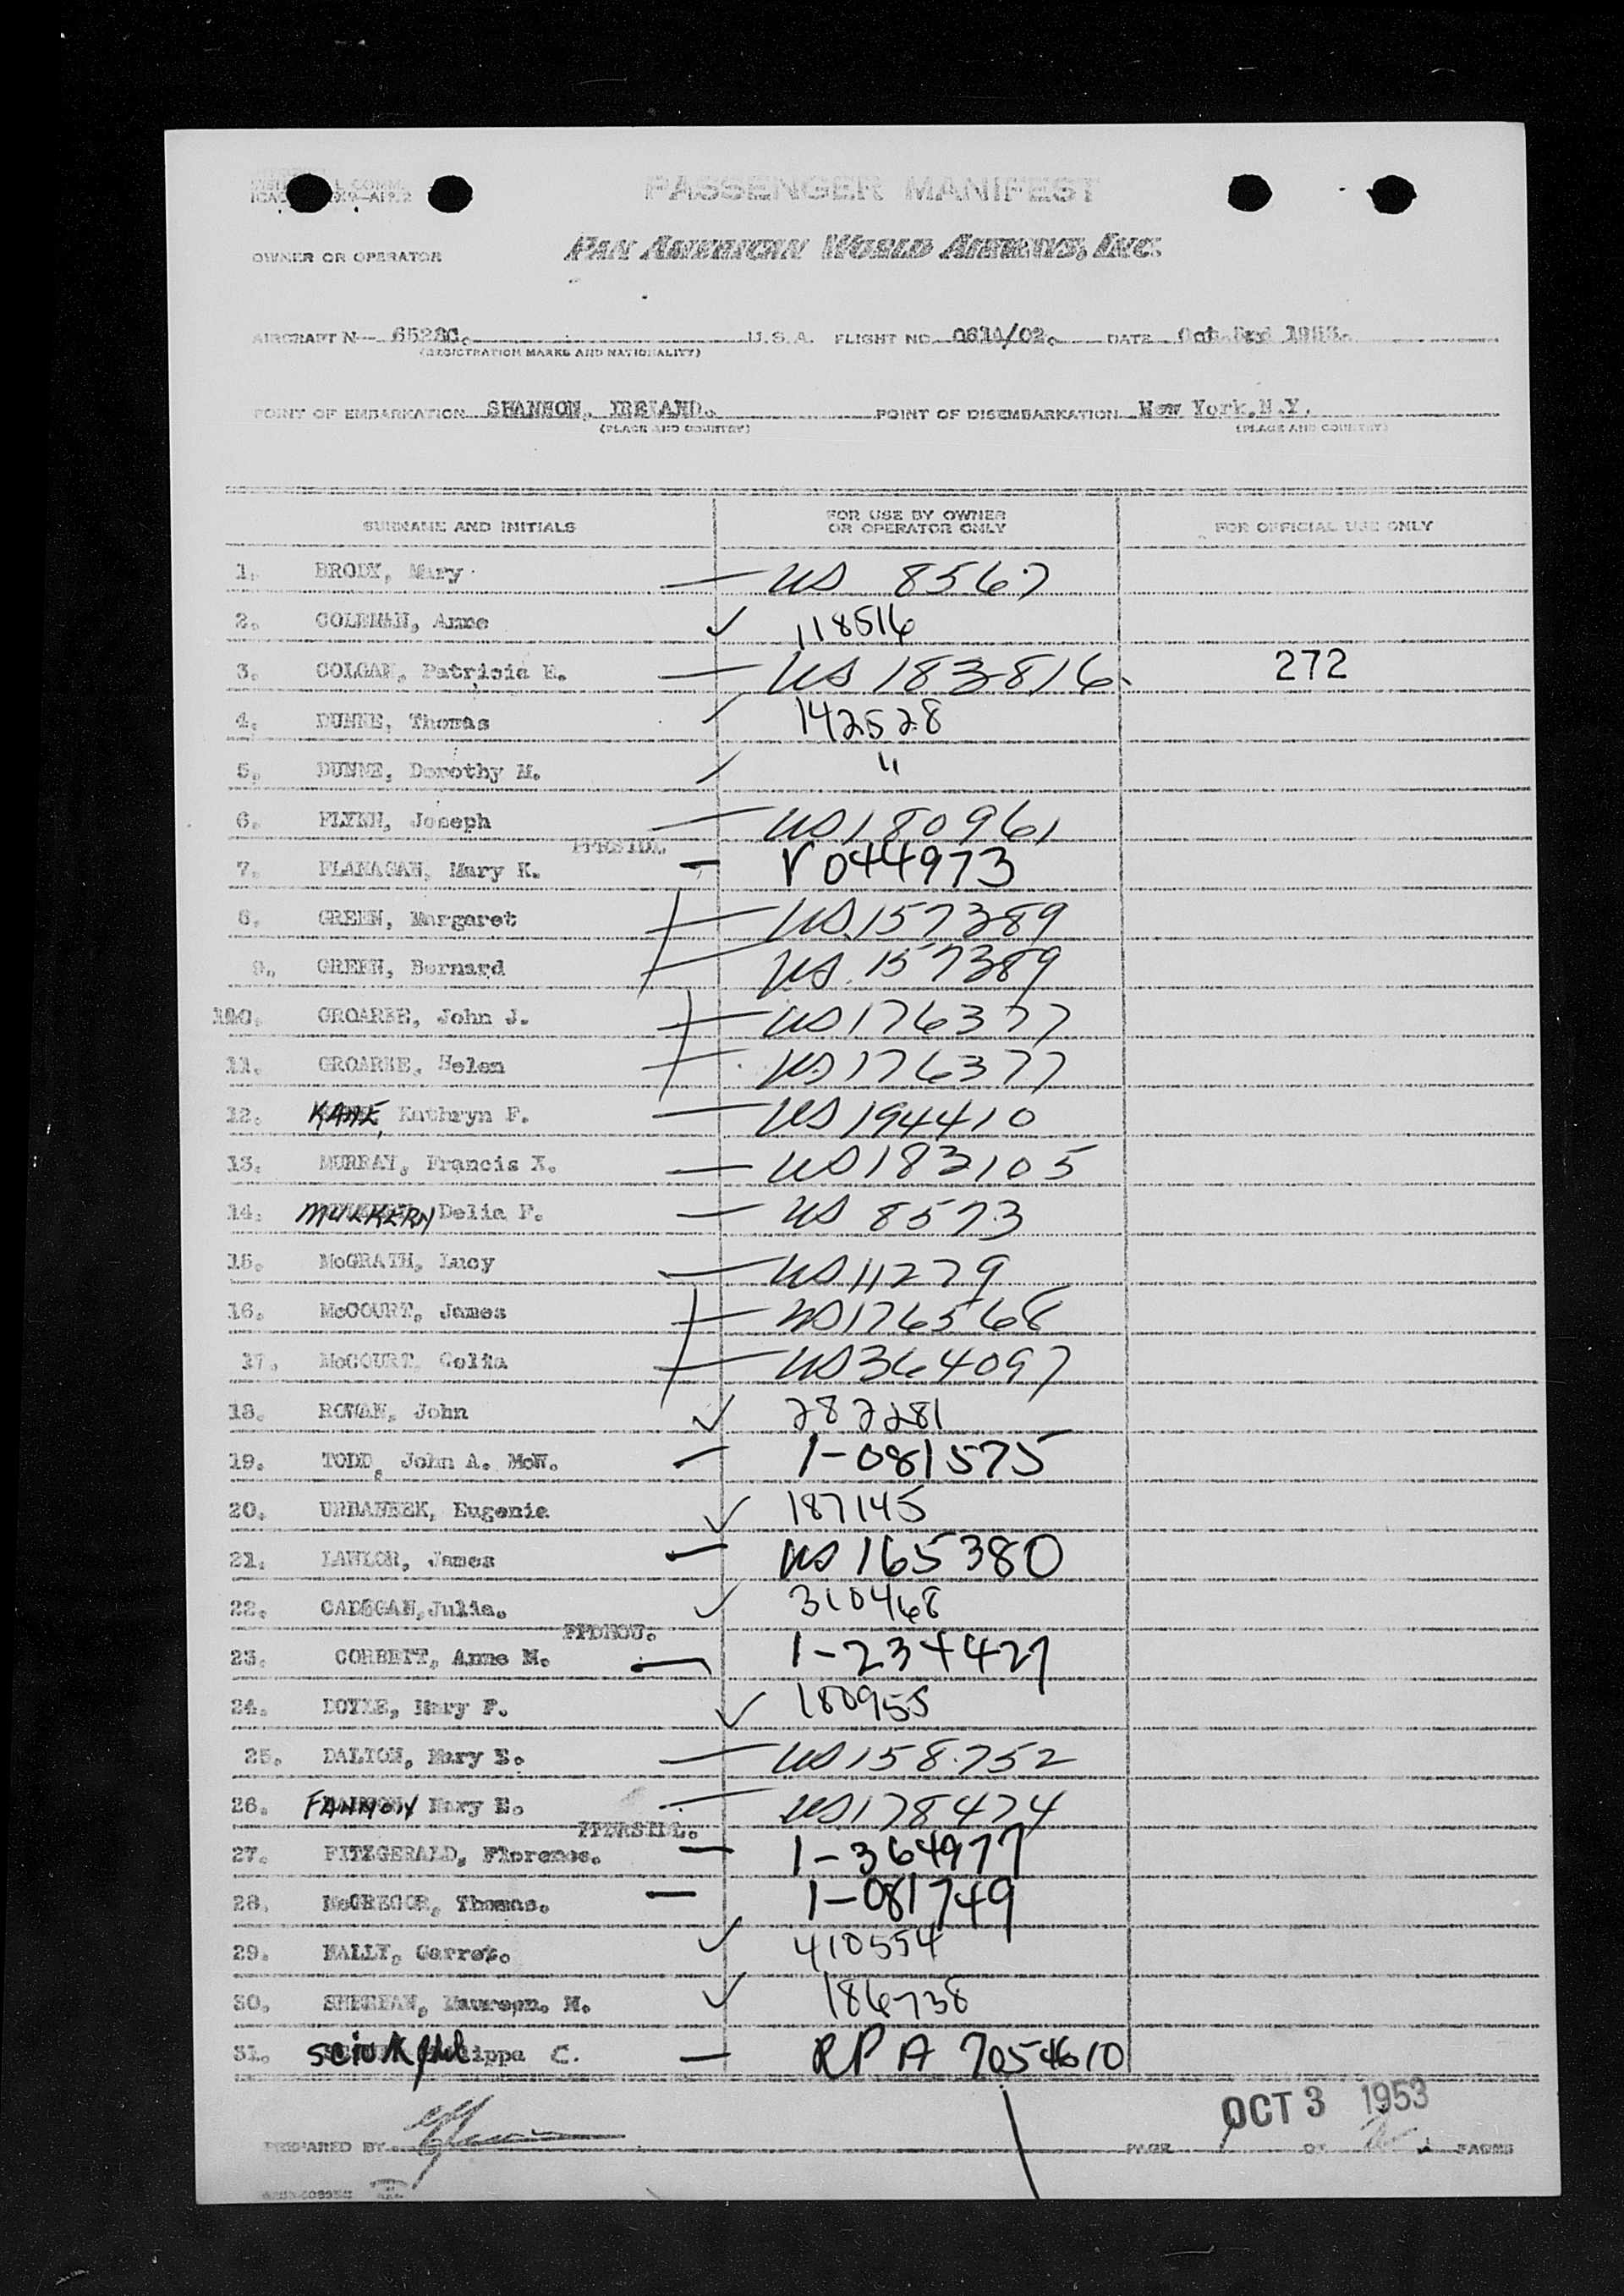 PASSENGER MANIFEST
OWNER OR OPERATOR PAN AMERICAN WORLD AIRWAYS, INC.
AIRCRAFT N— 6528C. U.S.A. FLIGHT NO. 061A/02. DATE Oct. 3rd 1953.
(REGISTRATION MARKS AND NATIONALITY)
POINT OF EMBARKATION SHANNON, IRELAND. POINT OF DISEMBARKATION New York, N.Y.
(PLACE AND COUNTRY) (PLACE AND COUNTRY)
SURNAME AND INITIALS FOR USE BY OWNER OR OPERATOR ONLY FOR OFFICIAL USE ONLY
1. BRODY, Mary — US 8567
2. COLEMAN, Anne ✓ 118516
3. COLGAN, Patricia E. — US 183816. 272
4. DUNNE, Thomas ✓ 142528
5. DUNNE, Dorothy M. ✓ "
6. FLYNN, Joseph — US 180961
7. FLANAGAN, Mary K. — V 044973
8. GREEN, Margaret — US 157389
9. GREEN, Bernard — US 157389
10. GROARKE, John J. — US 176377
11. GROARKE, Helen — US 176377
12. KANE, Kathryn F. — US 194410
13. MURRAY, Francis X. — US 183105
14. MULKERN Delia F. — US 8573
15. McGRATH, Lucy — US 11279
16. McCOURT, James — US 176568
17. McCOURT, Celia — US 364097
18. ROWAN, John ✓ 282281
19. TODD, John A. McW. — 1-081575
20. URBANEEK, Eugenie ✓ 187145
21. LAWLOR, James — US 165380
22. CADOGAN, Julia. ✓ 310468
23. CORBETT, Anne M. — 1-234427
24. DOYLE, Mary F. ✓ 180955
25. DALTON, Mary E. — US 158752
26. FANNON Mary E. — US 178474
27. FITZGERALD, Florence. — 1-364977
28. McGREGOR, Thomas. — 1-081749
29. NALLY, Garret. ✓ 410554
30. SHERIDAN, Maureen. M. ✓ 186738
31. Philippa C. — RPA 7054610
OCT 3 1953
PREPARED BY PAGE 1 OF PAGES